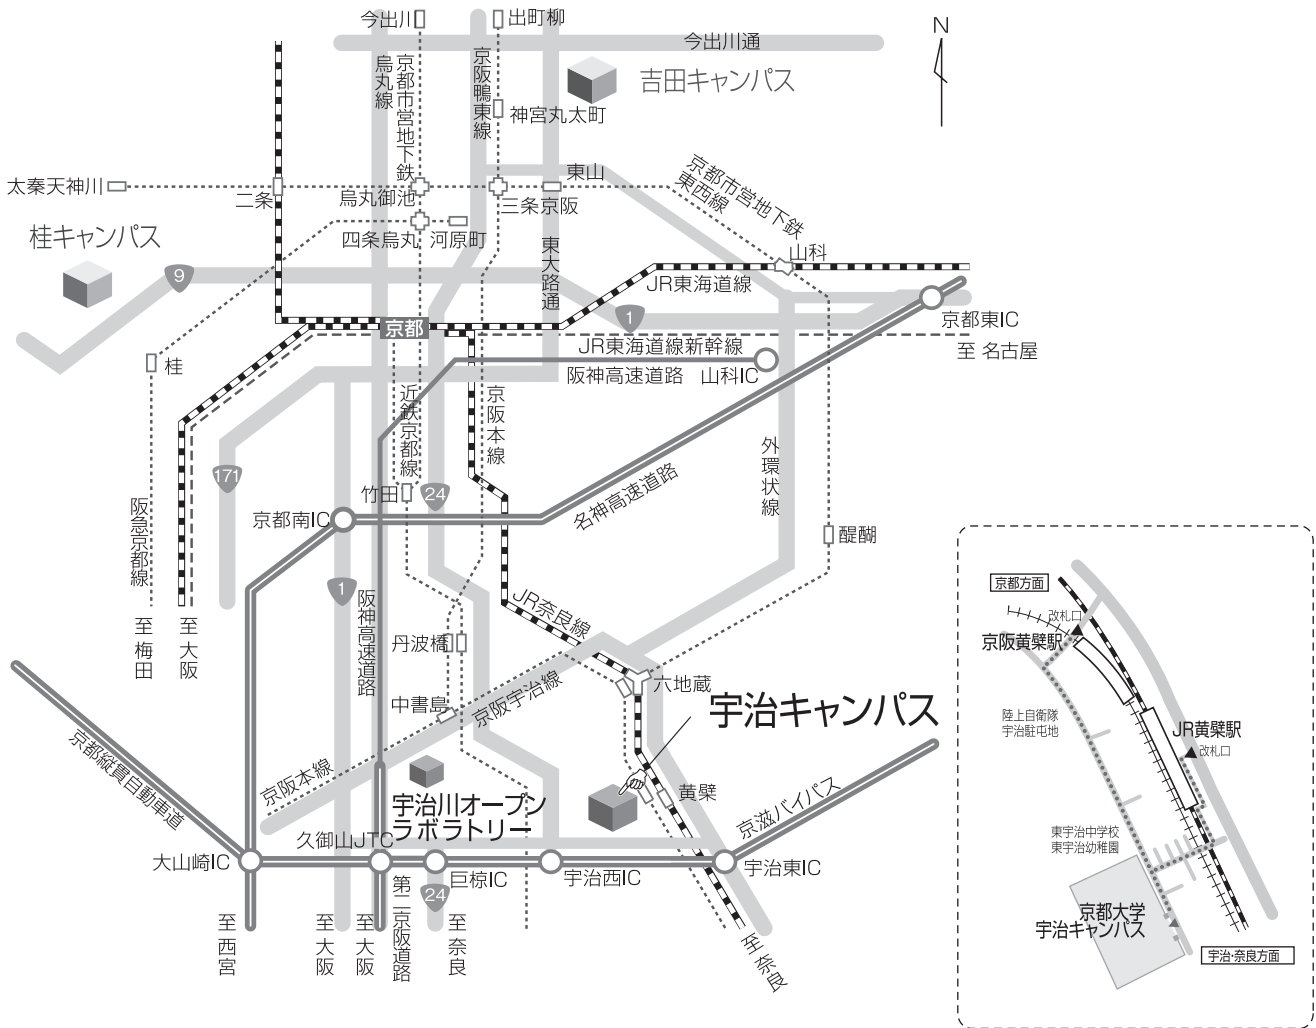 今出川
出町柳
N
今出川通
京都市営地下鉄
烏丸線
京阪鴨東線
吉田キャンパス
神宮丸太町
太秦天神川
二条
烏丸御池
三条京阪
東山
京都市営地下鉄
東西線
桂キャンパス
四条烏丸
河原町
東大路通
山科
9
JR東海道線
1
京都
京都東IC
JR東海道線新幹線
至 名古屋
桂
阪神高速道路
山科IC
近鉄京都線
京阪本線
外環状線
171
竹田
24
名神高速道路
京都南IC
阪急京都線
醍醐
1
阪神高速道路
JR奈良線
至 梅田
至 大阪
丹波橋
六地蔵
中書島
京阪宇治線
宇治キャンパス
京都縦貫自動車道
京阪本線
宇治川オープン
ラボラトリー
黄檗
京滋バイパス
久御山JTC
大山崎IC
巨椋IC
宇治西IC
宇治東IC
24
第二京阪道路
至 西宮
至 大阪
至 大阪
至 奈良
至 奈良
京都方面
改札口
京阪黄檗駅
陸上自衛隊
宇治駐屯地
JR黄檗駅
改札口
東宇治中学校
東宇治幼稚園
京都大学
宇治キャンパス
宇治・奈良方面